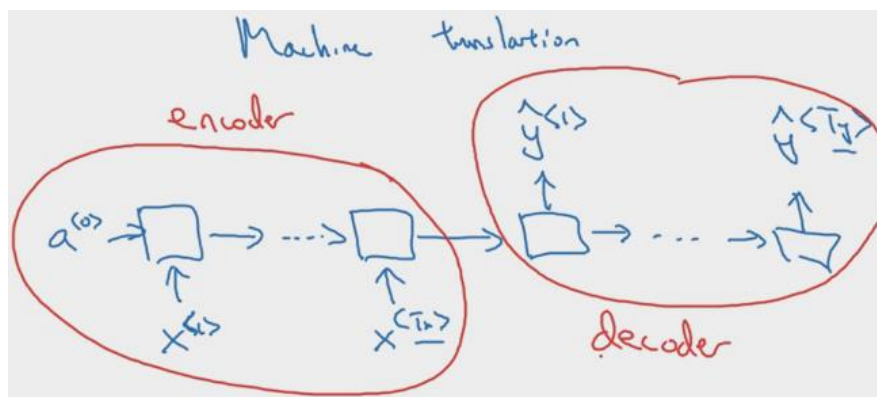 Machine translation
encoder
ŷ<1> ŷ<Ty>
a<0>
x<1> x<Tx>
decoder